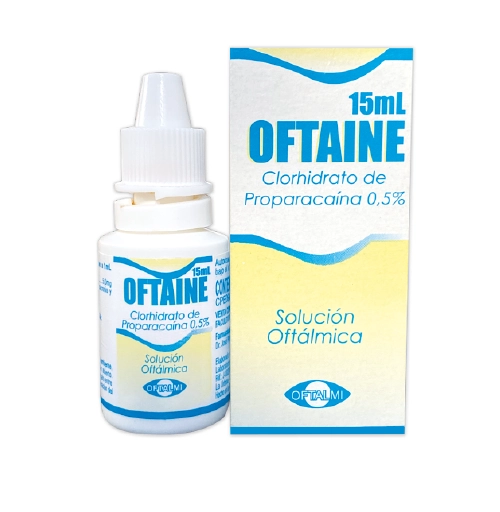 15mL
OFTAINE
Clorhidrato de
Proparacaína 0,5%
Solución
Oftálmica
OFTALMI
15mL
OFTAINE
Clorhidrato de
Proparacaína 0,5%
Solución
Oftálmica
OFTALMI